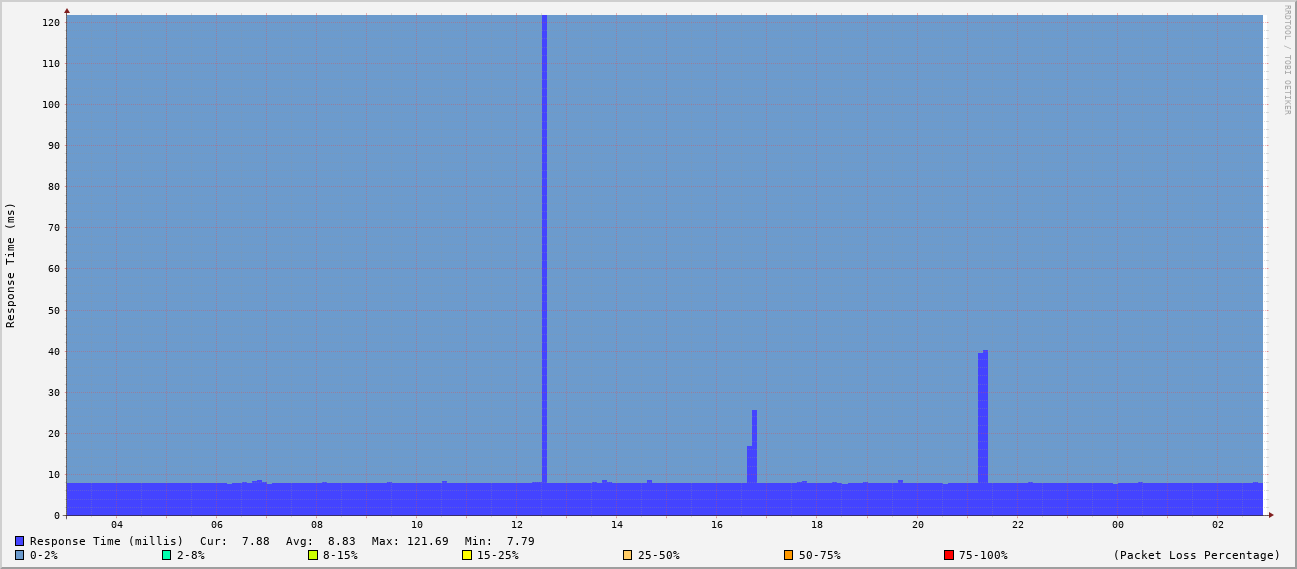 RRDTOOL / TOBI OETIKER
Response Time (ms)
120
110
100
90
80
70
60
50
40
30
20
10
0
04 06 08 10 12 14 16 18 20 22 00 02
Response Time (millis) Cur: 7.88 Avg: 8.83 Max: 121.69 Min: 7.79
0-2% 2-8% 8-15% 15-25% 25-50% 50-75% 75-100% (Packet Loss Percentage)